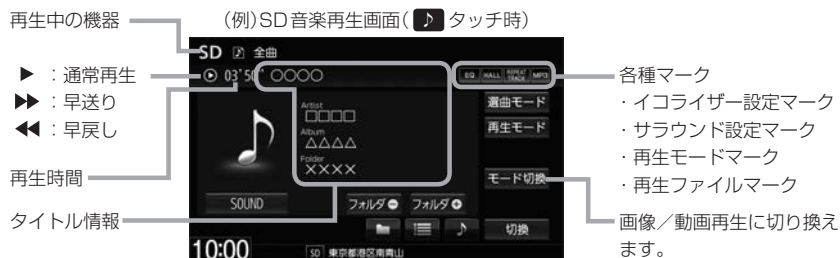 再生中の機器
(例)SD音楽再生画面( ♪ タッチ時)
SD ♪ 全曲
▶ ：通常再生
▶▶ ：早送り
◀◀ ：早戻し
03'50" ○○○○
EQ HALL REPEAT TRACK MP3
Artist
□□□□
Album
△△△△
Folder
××××
選曲モード
再生モード
モード切換
再生時間
タイトル情報
SOUND
フォルダ－ フォルダ＋
切換
10:00
SD 東京都港区南青山
各種マーク
・イコライザー設定マーク
・サラウンド設定マーク
・再生モードマーク
・再生ファイルマーク
画像／動画再生に切り換え
ます。